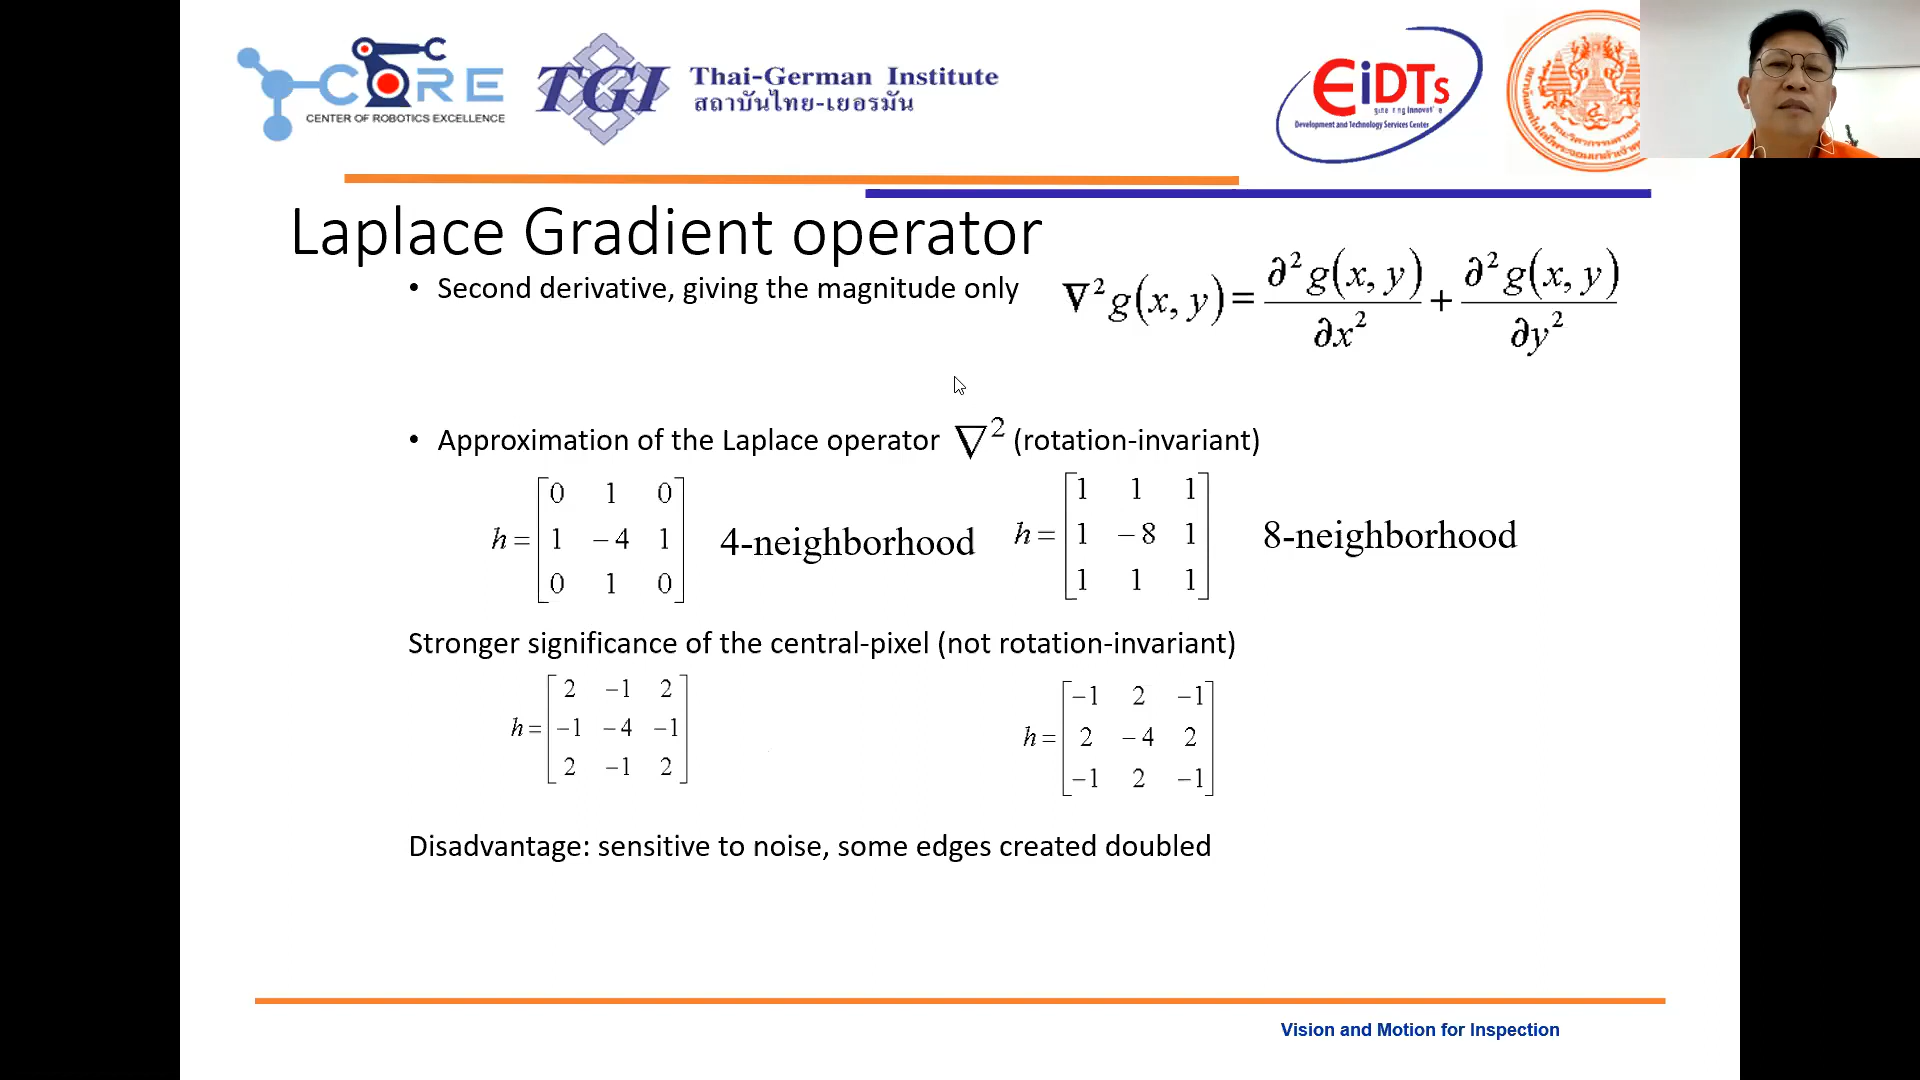 CORE
CENTER OF ROBOTICS EXCELLENCE
TGI
Thai-German Institute
สถาบันไทย-เยอรมัน
EiDTs
Development and Technology Services Center
Laplace Gradient operator
• Second derivative, giving the magnitude only
∇²g(x, y) = ∂²g(x, y)/∂x² + ∂²g(x, y)/∂y²
• Approximation of the Laplace operator ∇² (rotation-invariant)
h = [0 1 0
1 −4 1
0 1 0]
4-neighborhood
h = [1 1 1
1 −8 1
1 1 1]
8-neighborhood
Stronger significance of the central-pixel (not rotation-invariant)
h = [2 −1 2
−1 −4 −1
2 −1 2]
h = [−1 2 −1
2 −4 2
−1 2 −1]
Disadvantage: sensitive to noise, some edges created doubled
Vision and Motion for Inspection